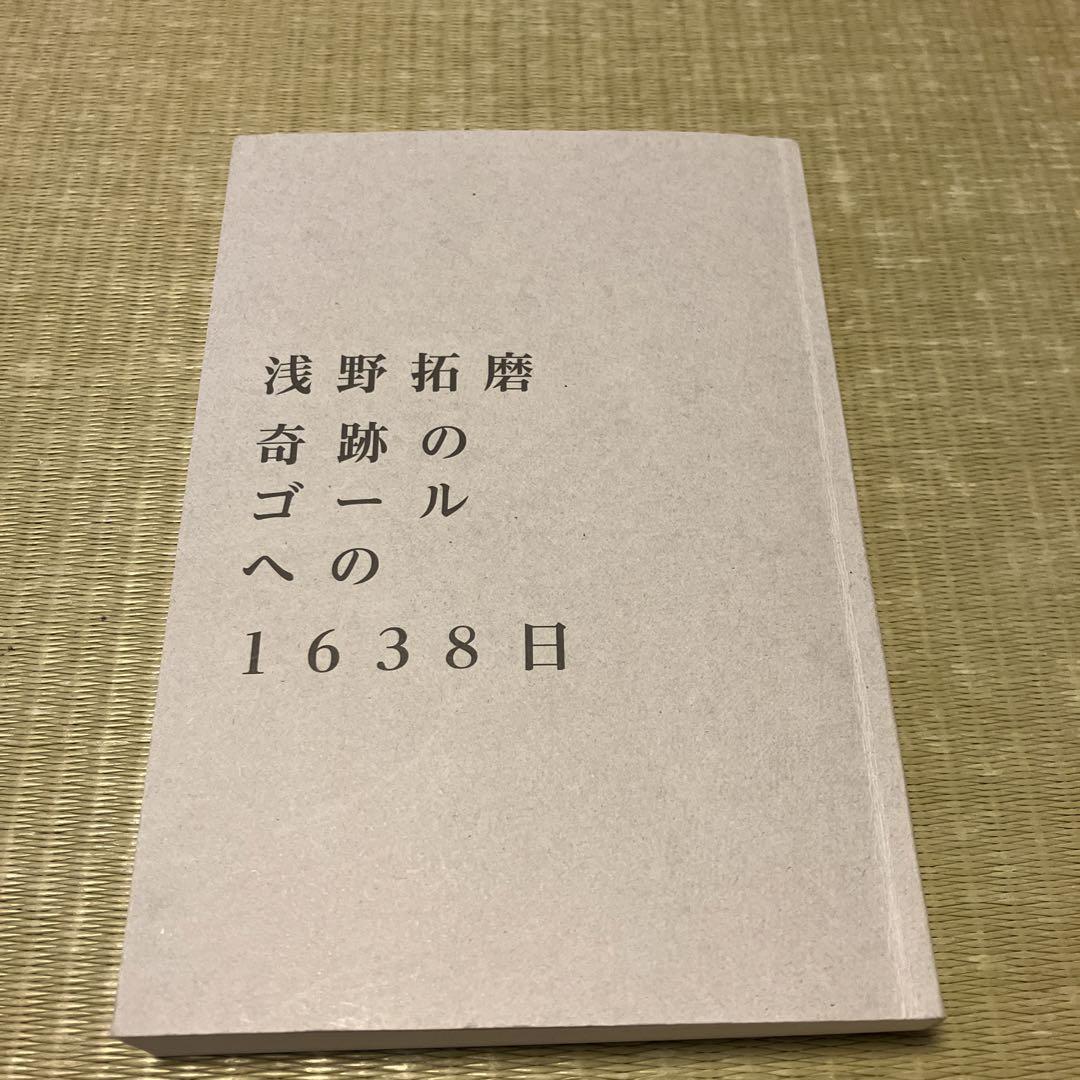 浅野拓磨
奇跡の
ゴール
への
1638日